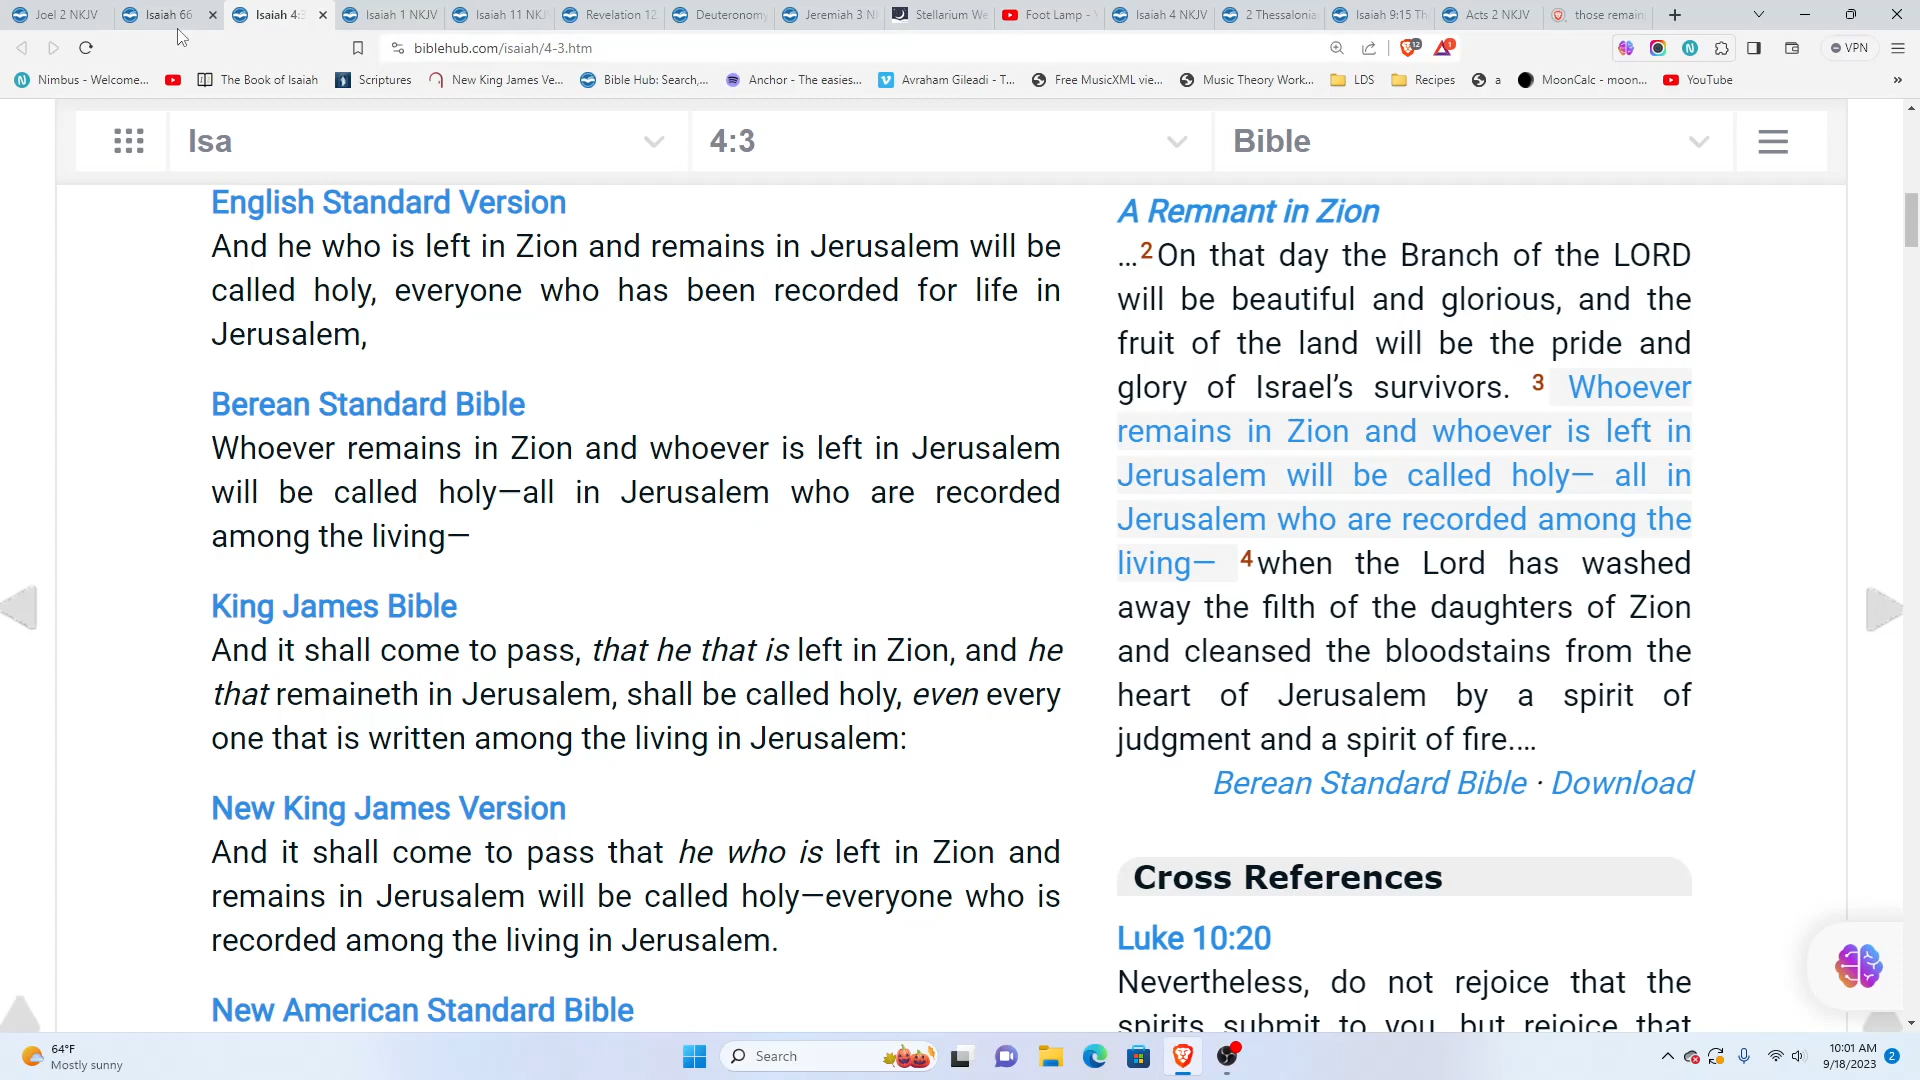 Joel 2 NKJV
Isaiah 66
Isaiah 4:3
Isaiah 1 NKJV
Isaiah 11 NKJV
Revelation 12
Deuteronomy
Jeremiah 3 N
Stellarium We
Foot Lamp -
Isaiah 4 NKJV
2 Thessalonia
Isaiah 9:15 Th
Acts 2 NKJV
those remain
biblehub.com/isaiah/4-3.htm
12
1
VPN
Nimbus - Welcome...
The Book of Isaiah
Scriptures
New King James Ve...
Bible Hub: Search,...
Anchor - The easies...
Avraham Gileadi - T...
Free MusicXML vie...
Music Theory Work...
LDS
Recipes
a
MoonCalc - moon...
YouTube
Isa
4:3
Bible
English Standard Version
And he who is left in Zion and remains in Jerusalem will be
called holy, everyone who has been recorded for life in
Jerusalem,
Berean Standard Bible
Whoever remains in Zion and whoever is left in Jerusalem
will be called holy—all in Jerusalem who are recorded
among the living—
King James Bible
And it shall come to pass, that he that is left in Zion, and he
that remaineth in Jerusalem, shall be called holy, even every
one that is written among the living in Jerusalem:
New King James Version
And it shall come to pass that he who is left in Zion and
remains in Jerusalem will be called holy—everyone who is
recorded among the living in Jerusalem.
New American Standard Bible
A Remnant in Zion
…2On that day the Branch of the LORD
will be beautiful and glorious, and the
fruit of the land will be the pride and
glory of Israel’s survivors. 3 Whoever
remains in Zion and whoever is left in
Jerusalem will be called holy— all in
Jerusalem who are recorded among the
living— 4when the Lord has washed
away the filth of the daughters of Zion
and cleansed the bloodstains from the
heart of Jerusalem by a spirit of
judgment and a spirit of fire.…
Berean Standard Bible · Download
Cross References
Luke 10:20
Nevertheless, do not rejoice that the
spirits submit to you, but rejoice that
64°F
Mostly sunny
Search
10:01 AM
9/18/2023
2